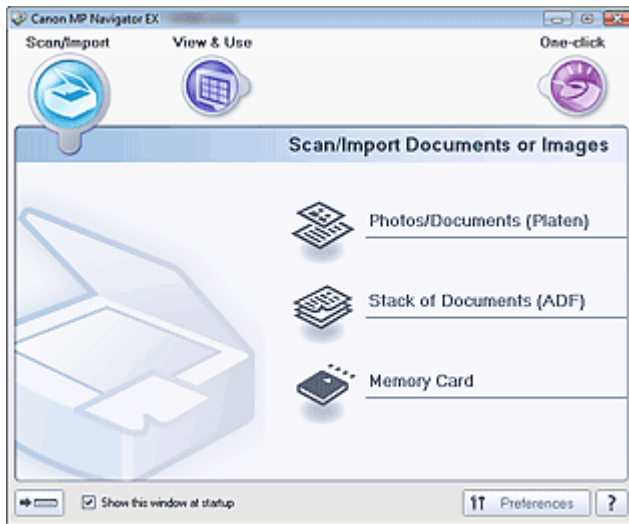 Canon MP Navigator EX
Scan/Import View & Use One-click
Scan/Import Documents or Images
Photos/Documents (Platen)
Stack of Documents (ADF)
Memory Card
Show this window at startup
Preferences ?